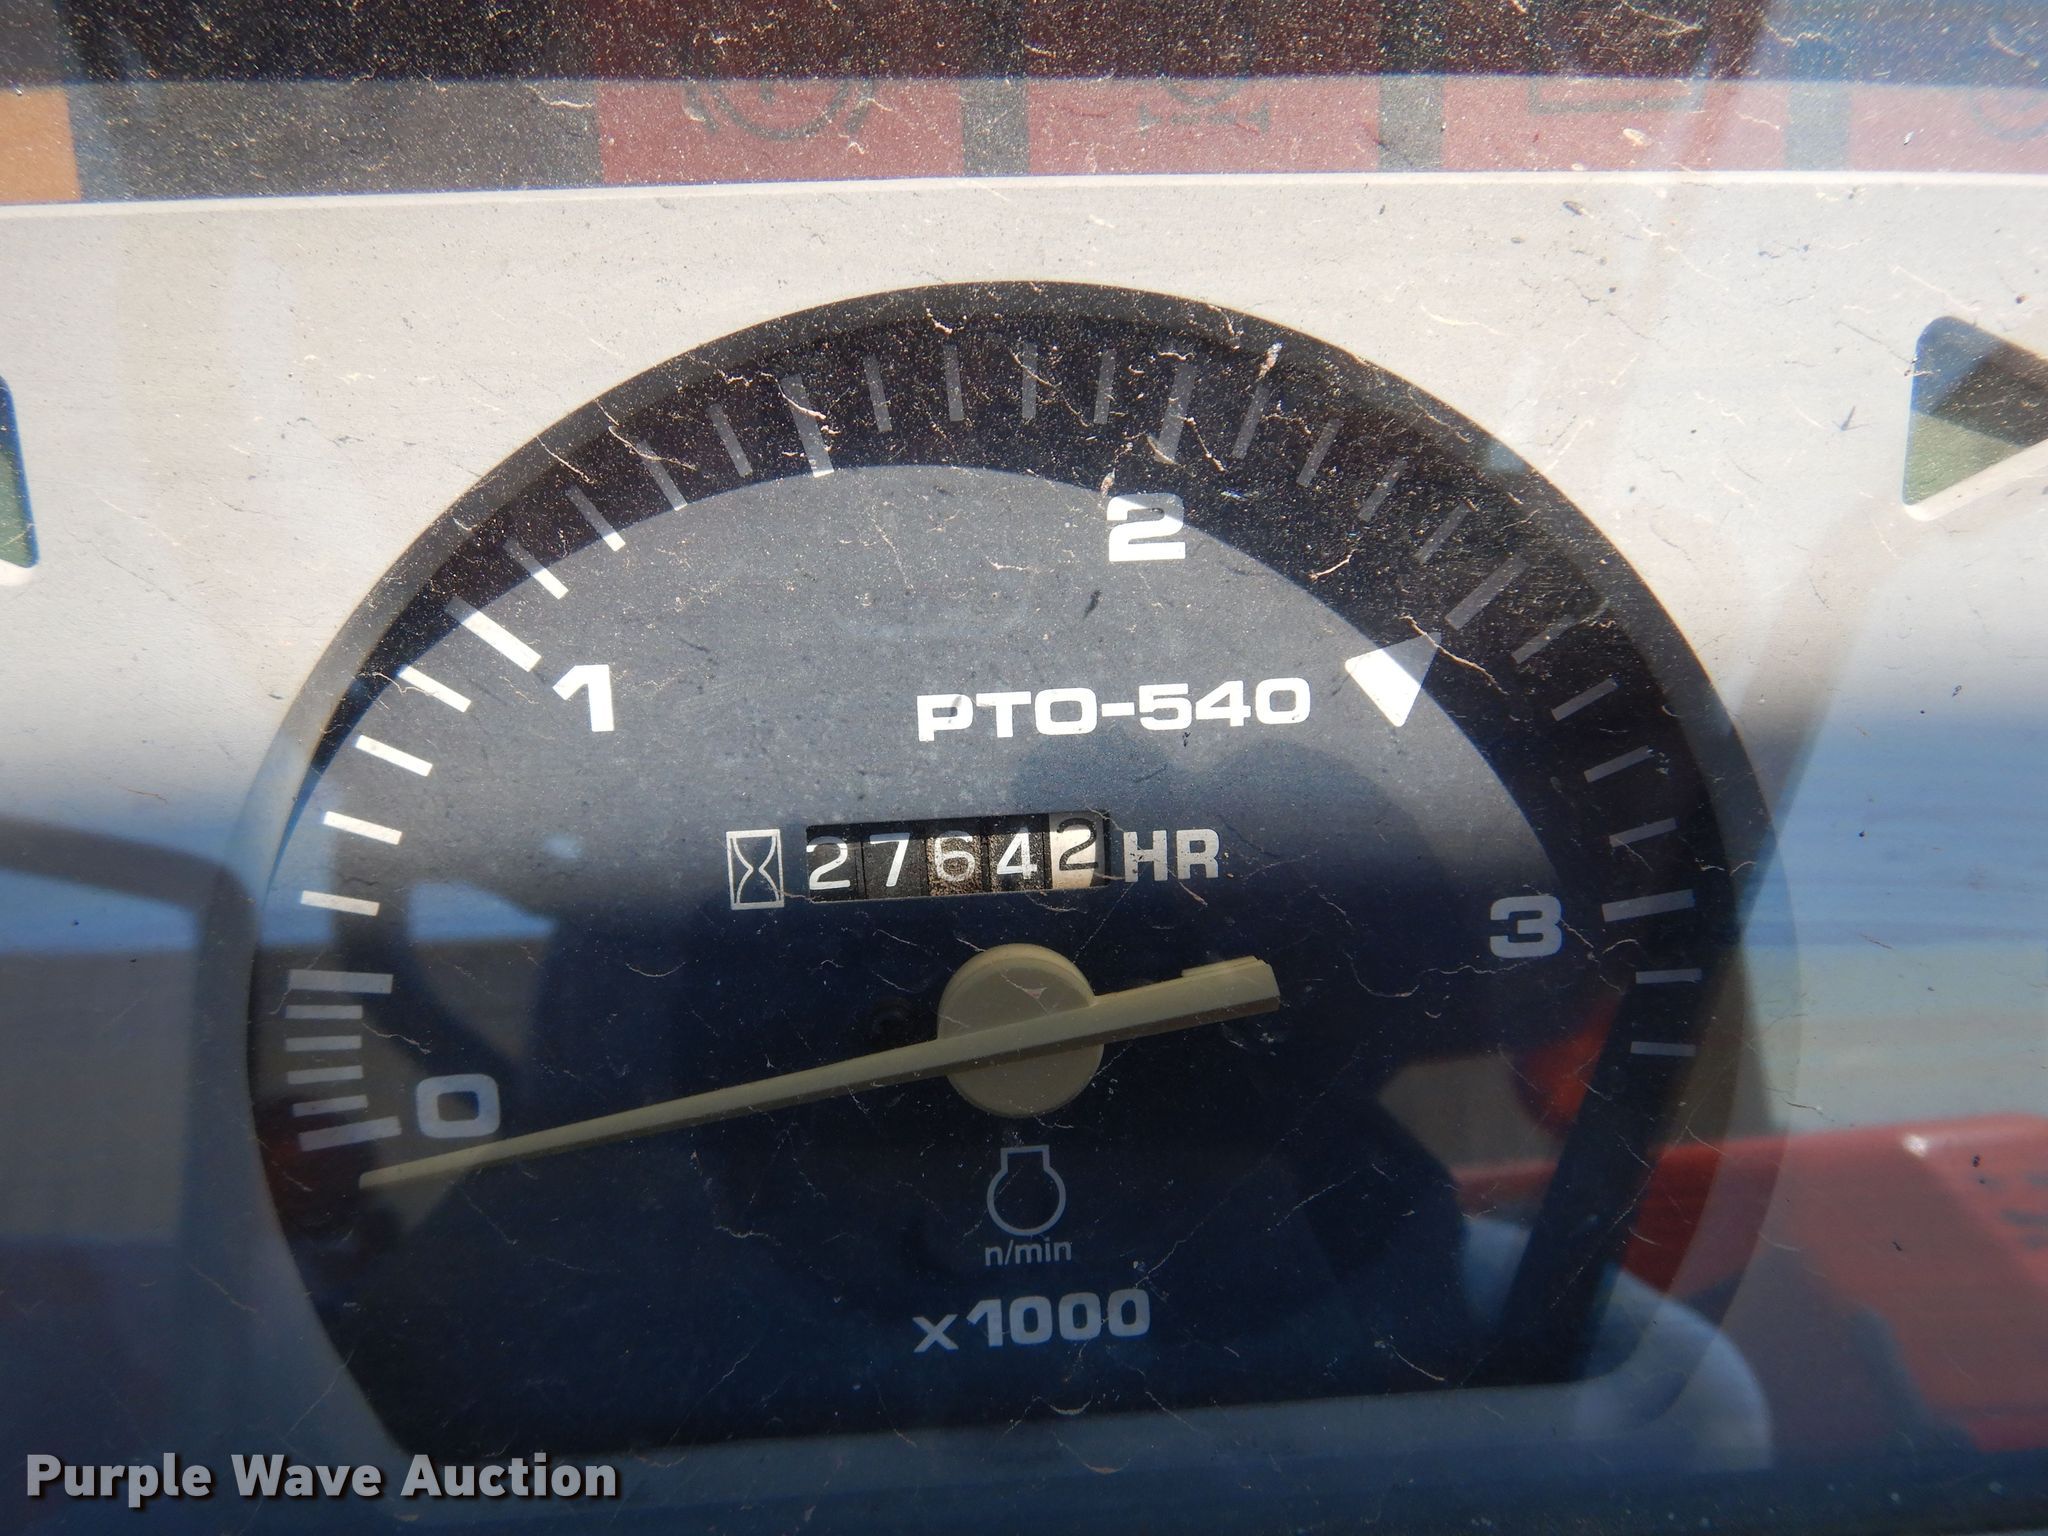 2
1
PTO-540
27642 HR
3
0
n/min
x1000
Purple Wave Auction